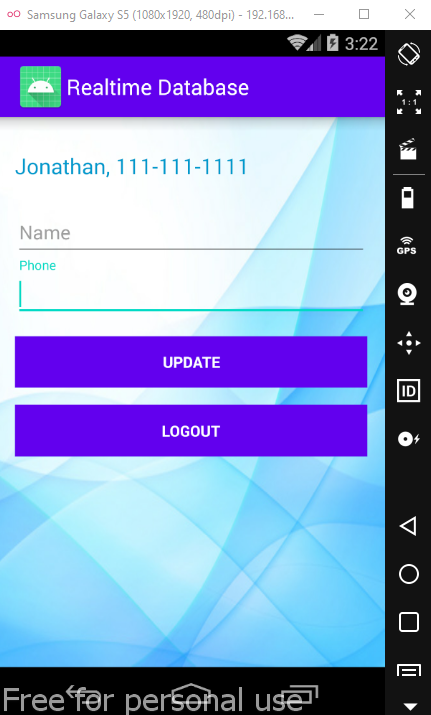 Samsung Galaxy S5 (1080x1920, 480dpi) - 192.168...
3:22
Realtime Database
1:1
Jonathan, 111-111-1111
Name
GPS
Phone
UPDATE
ID
LOGOUT
Free for personal use